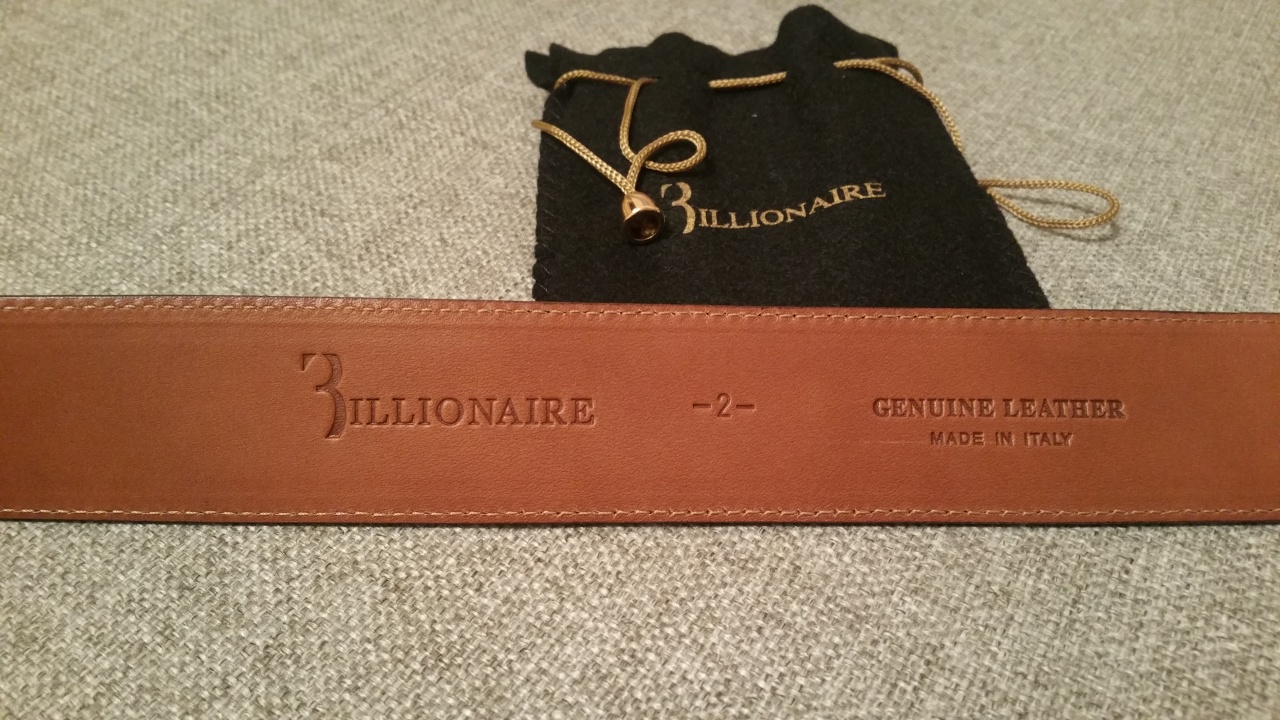 BILLIONAIRE
BILLIONAIRE
-2-
GENUINE LEATHER
MADE IN ITALY